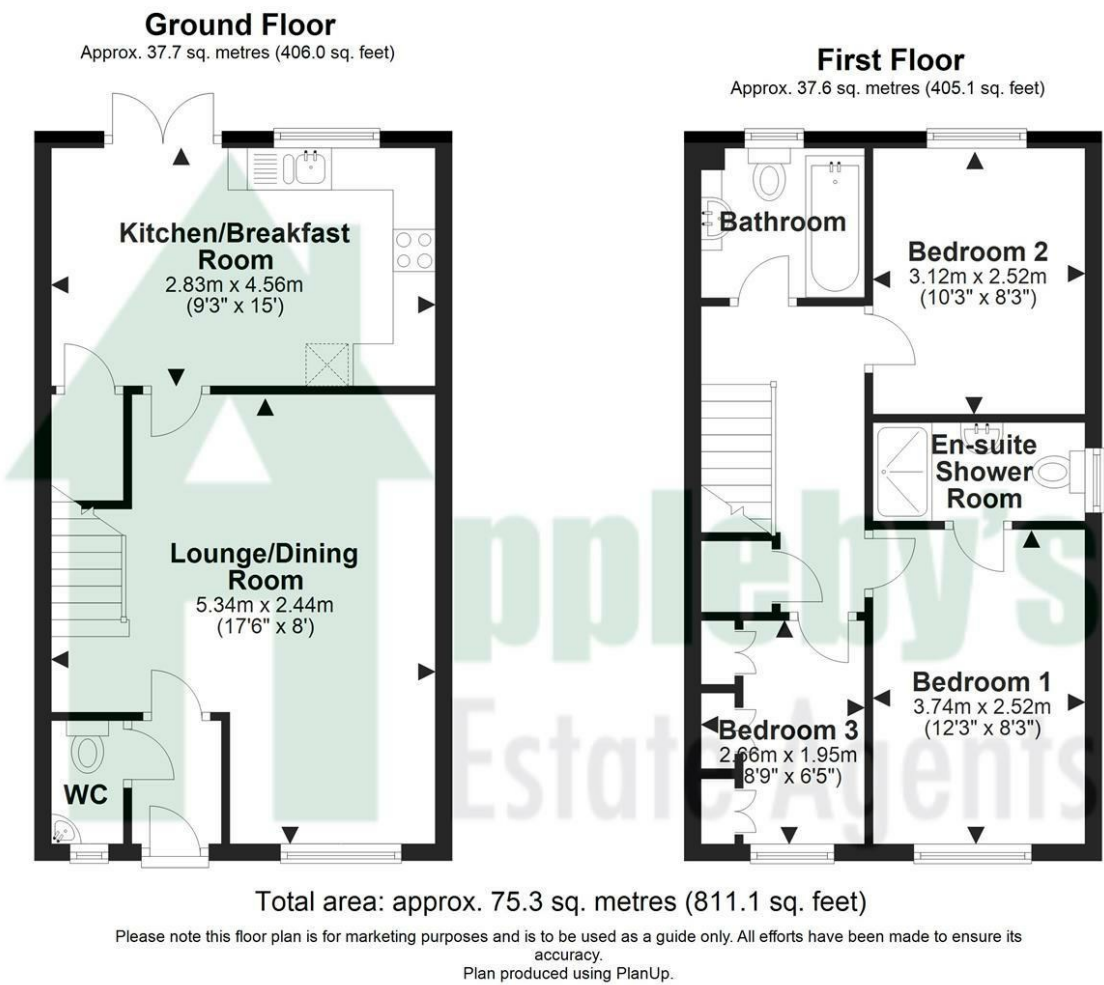 Ground Floor
Approx. 37.7 sq. metres (406.0 sq. feet)
Kitchen/Breakfast
Room
2.83m x 4.56m
(9'3" x 15')
Lounge/Dining
Room
5.34m x 2.44m
(17'6" x 8')
WC
First Floor
Approx. 37.6 sq. metres (405.1 sq. feet)
Bathroom
Bedroom 2
3.12m x 2.52m
(10'3" x 8'3")
En-suite
Shower
Room
Bedroom 1
3.74m x 2.52m
(12'3" x 8'3")
Bedroom 3
2.66m x 1.95m
8'9" x 6'5")
ppleby's
Estate Agents
Total area: approx. 75.3 sq. metres (811.1 sq. feet)
Please note this floor plan is for marketing purposes and is to be used as a guide only. All efforts have been made to ensure its
accuracy.
Plan produced using PlanUp.